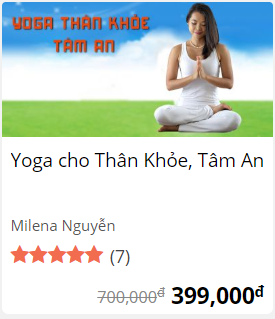 YOGA THÂN KHỎE
TÂM AN
Yoga cho Thân Khỏe, Tâm An
Milena Nguyễn
(7)
700,000đ 399,000đ